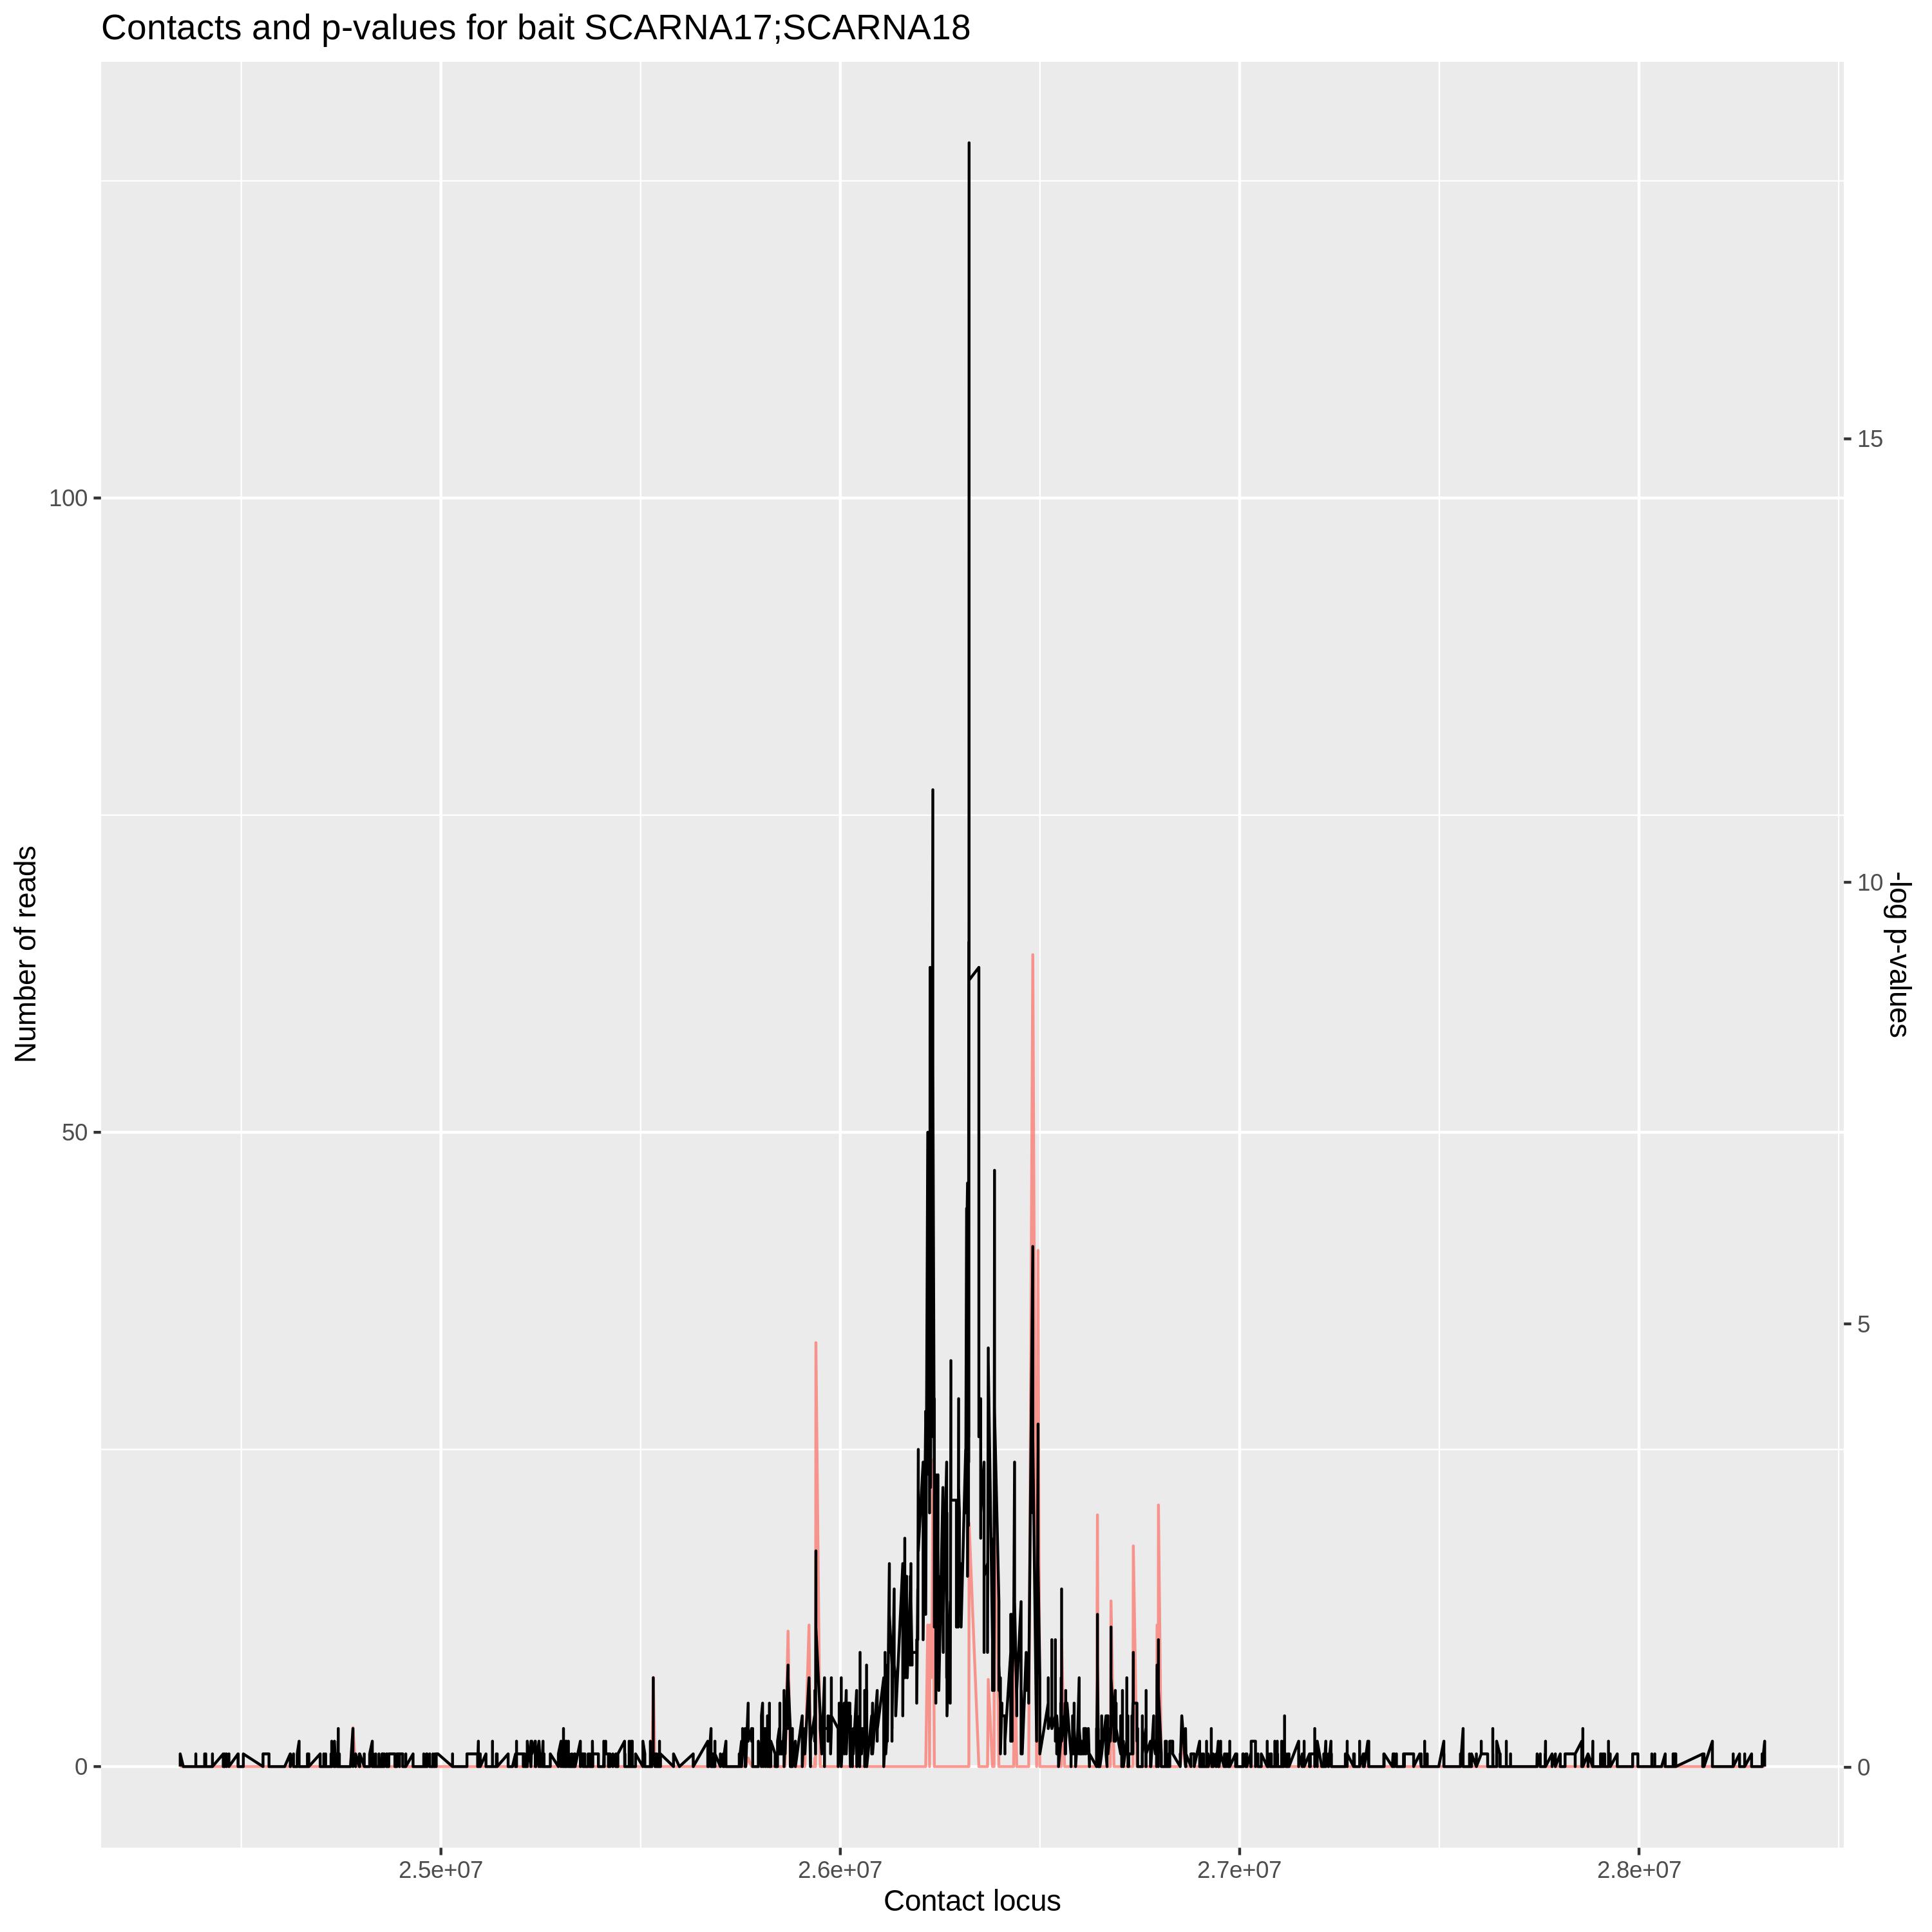 Contacts and p-values for bait SCARNA17;SCARNA18
Number of reads
100
50
0
15
10
5
0
-log p-values
2.5e+07
2.6e+07
2.7e+07
2.8e+07
Contact locus